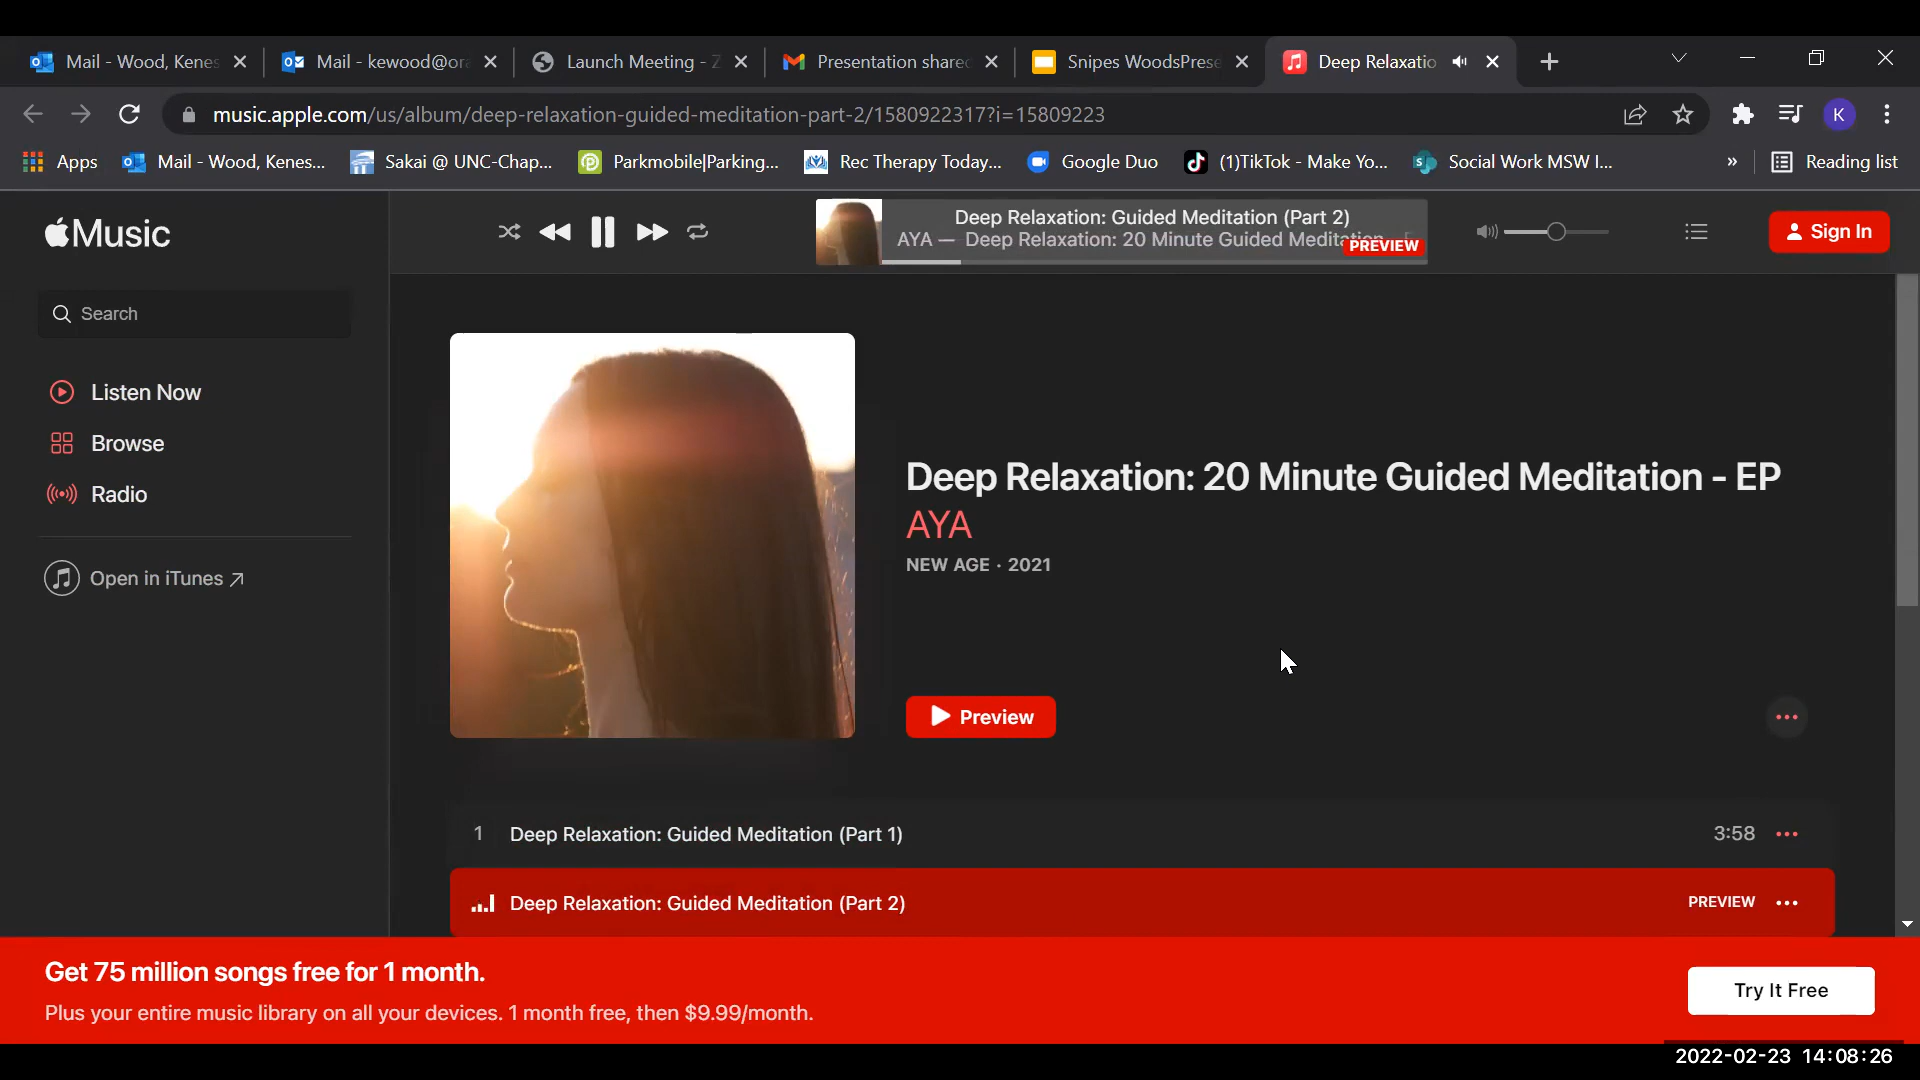 Mail - Wood, Kenes
Mail - kewood@ora
Launch Meeting - Z
Presentation shared
Snipes WoodsPrese
Deep Relaxatio
music.apple.com/us/album/deep-relaxation-guided-meditation-part-2/1580922317?i=15809223
K
Apps
Mail - Wood, Kenes...
Sakai @ UNC-Chap...
Parkmobile|Parking...
Rec Therapy Today...
Google Duo
(1)TikTok - Make Yo...
Social Work MSW I...
»
Reading list
Music
Deep Relaxation: Guided Meditation (Part 2)
AYA — Deep Relaxation: 20 Minute Guided Meditation
PREVIEW
Sign In
Search
Listen Now
Browse
Radio
Open in iTunes
Deep Relaxation: 20 Minute Guided Meditation - EP
AYA
NEW AGE · 2021
Preview
1 Deep Relaxation: Guided Meditation (Part 1) 3:58
Deep Relaxation: Guided Meditation (Part 2) PREVIEW
Get 75 million songs free for 1 month.
Plus your entire music library on all your devices. 1 month free, then $9.99/month.
Try It Free
2022-02-23 14:08:26